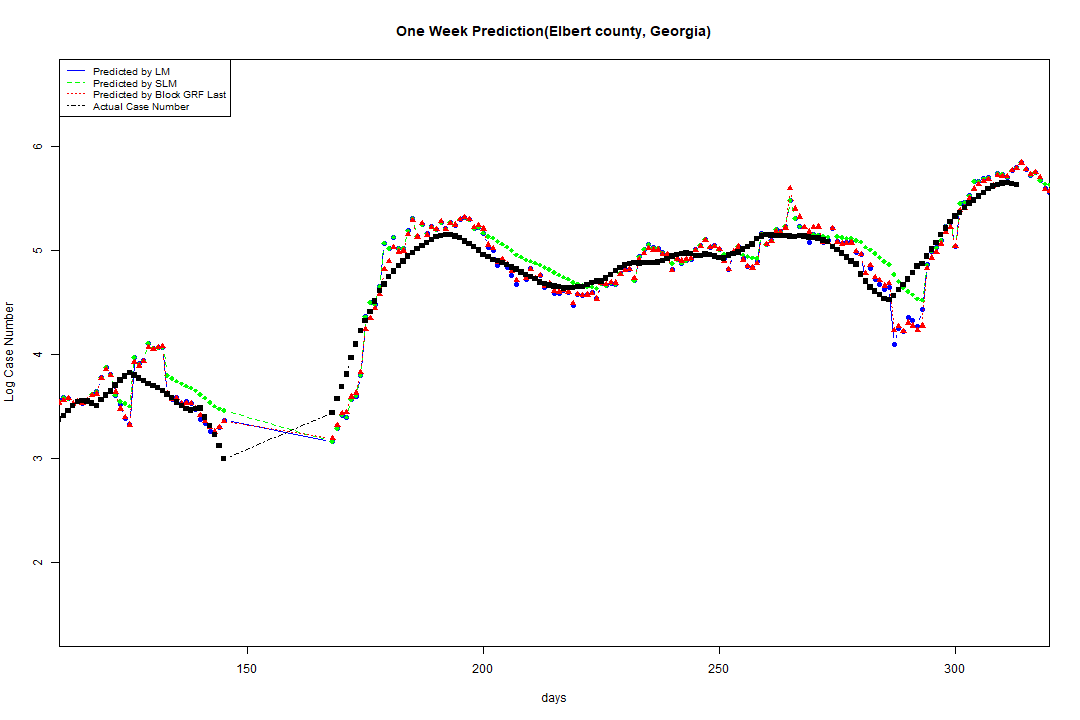 One Week Prediction(Elbert county, Georgia)
Predicted by LM
Predicted by SLM
Predicted by Block GRF Last
Actual Case Number
6
5
4
3
2
Log Case Number
150 200 250 300
days